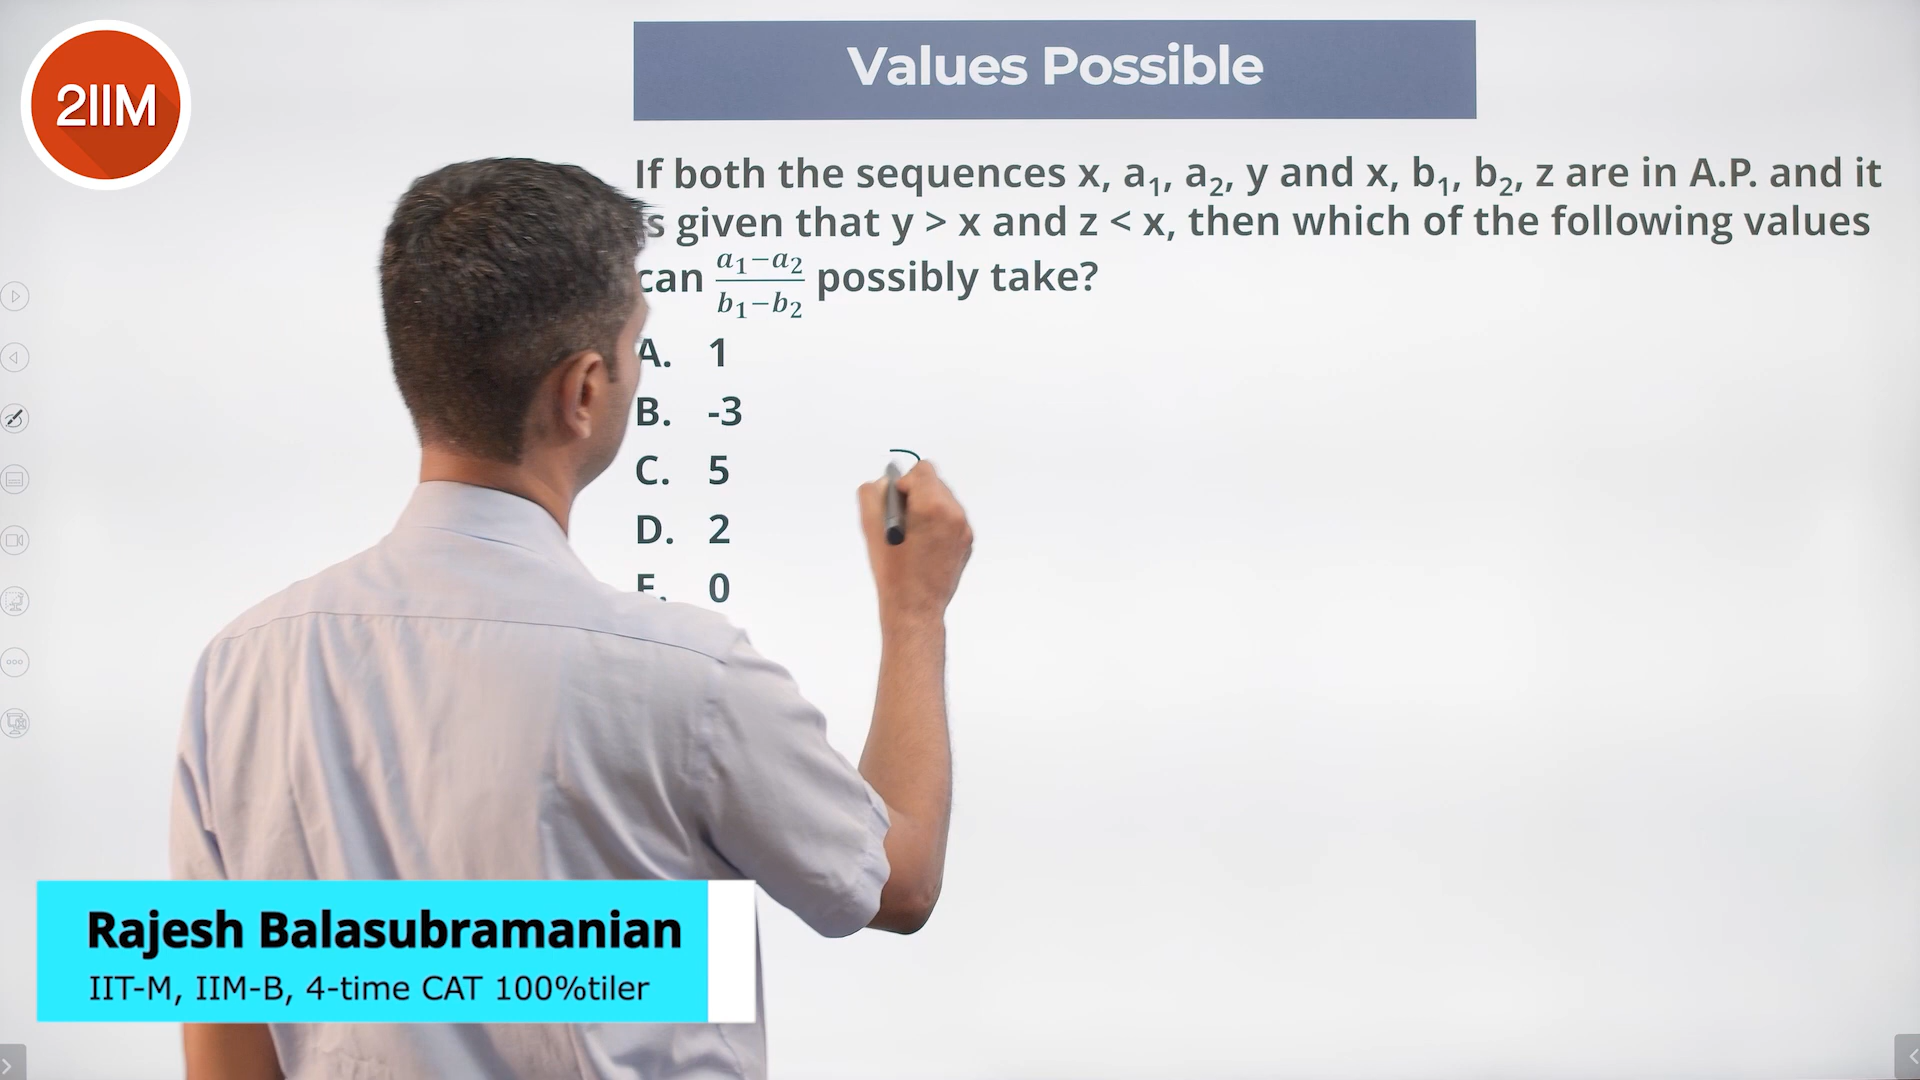 2IIM
Values Possible
If both the sequences x, a₁, a₂, y and x, b₁, b₂, z are in A.P. and it
s given that y > x and z < x, then which of the following values
can \frac{a₁−a₂}{b₁−b₂} possibly take?
A. 1
B. -3
C. 5
D. 2
E. 0
Rajesh Balasubramanian
IIT-M, IIM-B, 4-time CAT 100%tiler